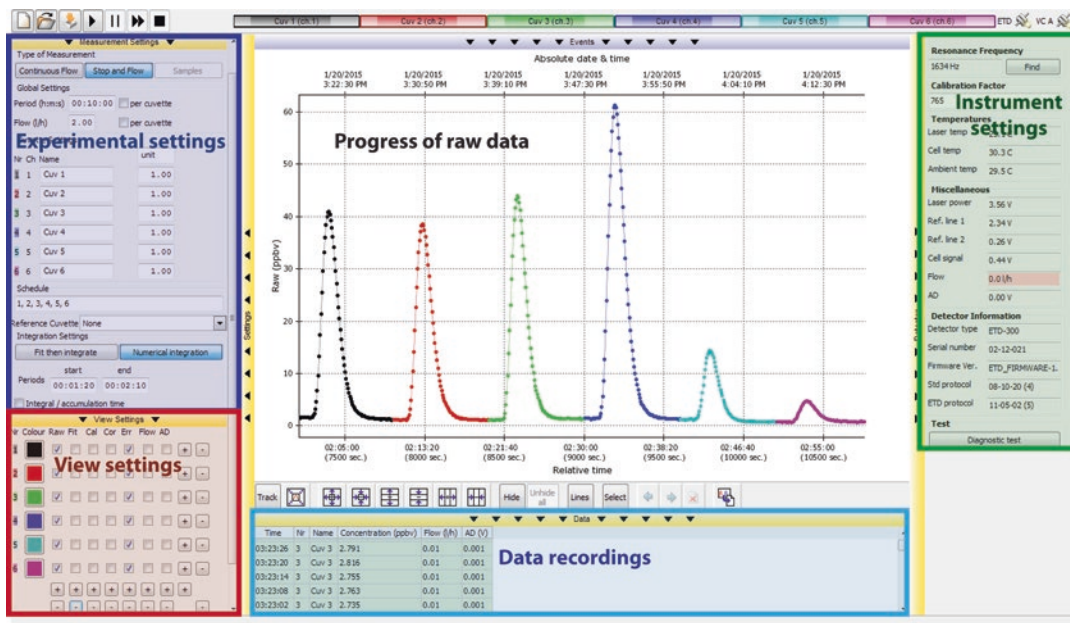 Cuv 1 (ch.1) Cuv 2 (ch.2) Cuv 3 (ch.3) Cuv 4 (ch.4) Cuv 5 (ch.5) Cuv 6 (ch.6) ETD VC A
Measurement Settings
Type of Measurement
Continuous Flow Stop and Flow Samples
Global Settings
Period (h:m:s) 00:10:00 per cuvette
Flow (l/h) 2.00 per cuvette
Experimental settings
Nr Ch Name unit
1 1 Cuv 1 1.00
2 2 Cuv 2 1.00
3 3 Cuv 3 1.00
4 4 Cuv 4 1.00
5 5 Cuv 5 1.00
6 6 Cuv 6 1.00
Schedule
1, 2, 3, 4, 5, 6
Reference Cuvette None
Integration Settings
Fit then integrate Numerical integration
start end
Periods 00:01:20 00:02:10
Integral / accumulation time
View Settings
Nr Colour Raw Fit Cal Cor Err Flow AD
1 + -
View settings
2 + -
3 + -
4 + -
5 + -
6 + -
+ + + + + + + +
- - - - - - - -
Settings
Events
Absolute date & time
1/20/2015 1/20/2015 1/20/2015 1/20/2015 1/20/2015 1/20/2015 1/20/2015
3:22:30 PM 3:30:50 PM 3:39:10 PM 3:47:30 PM 3:55:50 PM 4:04:10 PM 4:12:30 PM
Progress of raw data
Raw (ppbv)
60
50
40
30
20
10
0
02:05:00 02:13:20 02:21:40 02:30:00 02:38:20 02:46:40 02:55:00
(7500 sec.) (8000 sec.) (8500 sec.) (9000 sec.) (9500 sec.) (10000 sec.) (10500 sec.)
Relative time
Track Hide Unhide all Lines Select
Data
Time Nr Name Concentration (ppbv) Flow (l/h) AD (V)
03:23:26 3 Cuv 3 2.791 0.01 0.001
03:23:20 3 Cuv 3 2.816 0.01 0.001
03:23:14 3 Cuv 3 2.755 0.01 0.001
03:23:08 3 Cuv 3 2.763 0.01 0.001
03:23:02 3 Cuv 3 2.735 0.01 0.001
Data recordings
Resonance Frequency
1634 Hz Find
Calibration Factor
765
Instrument settings
Temperatures
Laser temp
Cell temp 30.3 C
Ambient temp 29.5 C
Miscellaneous
Laser power 3.56 V
Ref. line 1 2.34 V
Ref. line 2 0.26 V
Cell signal 0.44 V
Flow 0.0 l/h
AD 0.00 V
Detector Information
Detector type ETD-300
Serial number 02-12-021
Firmware Ver. ETD_FIRMWARE-1.
Std protocol 08-10-20 (4)
ETD protocol 11-05-02 (5)
Test
Diagnostic test